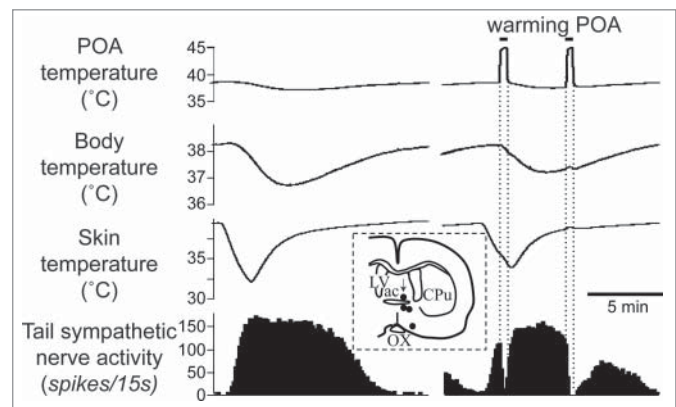 warming POA
POA
temperature
(˚C)
45
40
35
Body
temperature
(˚C)
38
37
36
Skin
temperature
(˚C)
35
30
LV
ac
CPu
OX
5 min
Tail sympathetic
nerve activity
(spikes/15s)
150
100
50
0